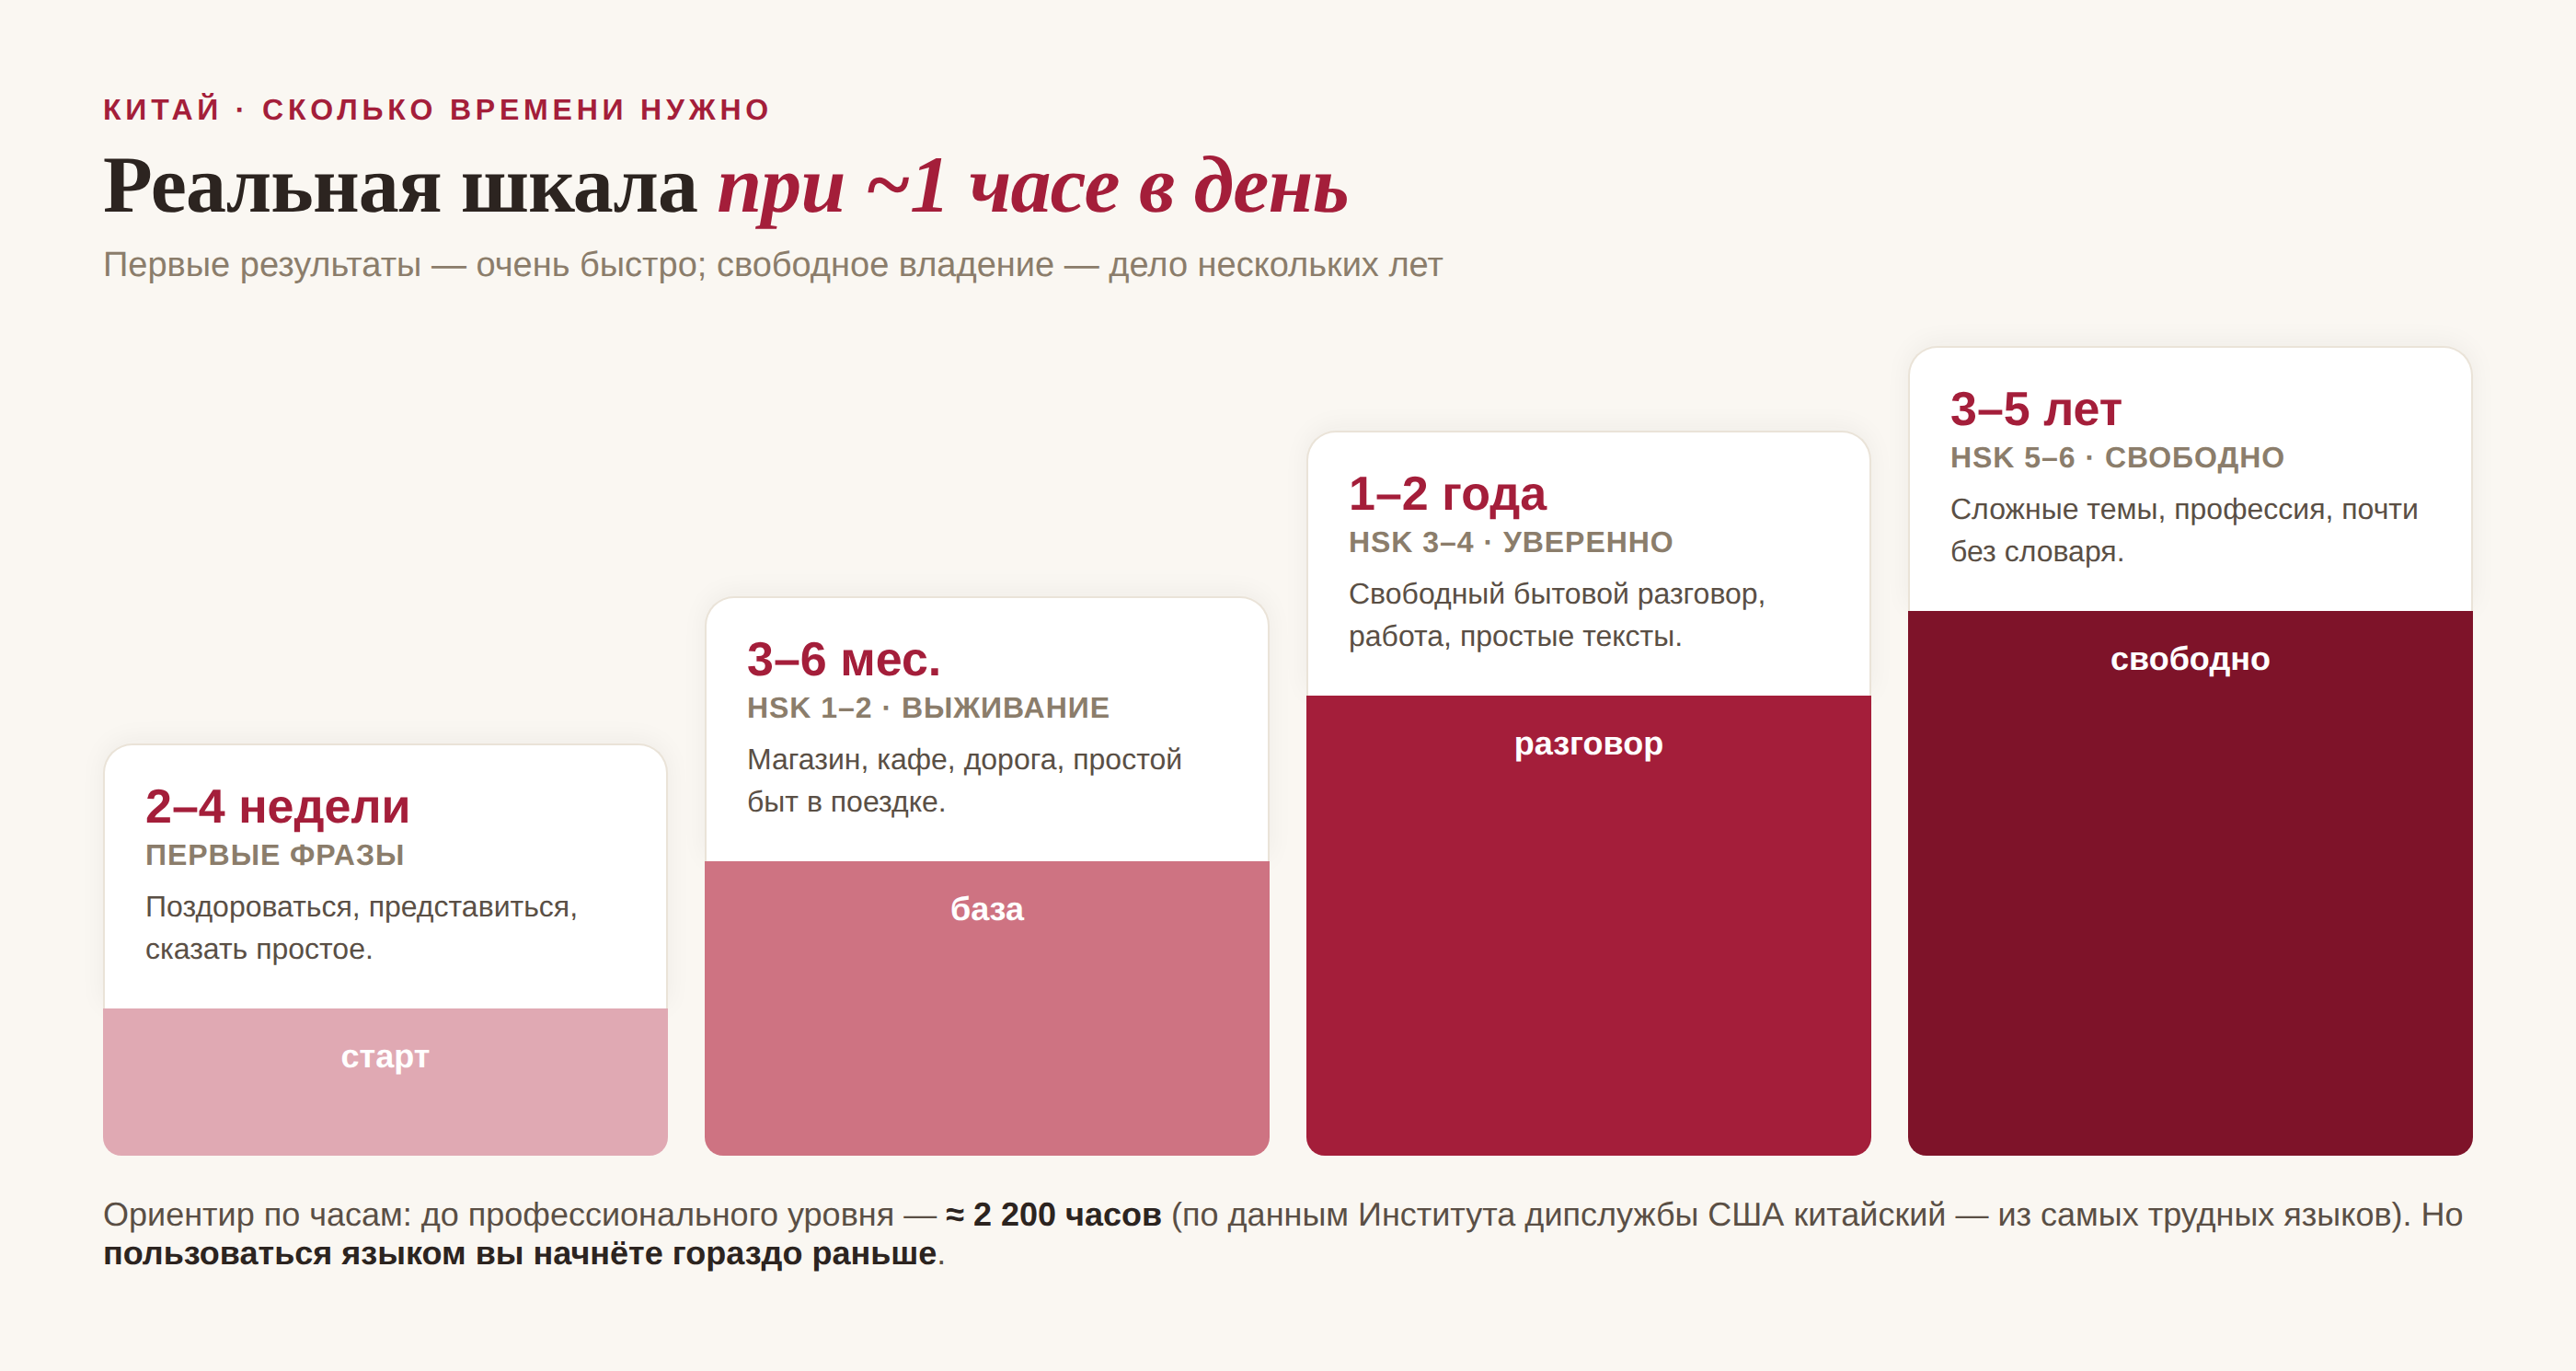 КИТАЙ · СКОЛЬКО ВРЕМЕНИ НУЖНО
Реальная шкала при ~1 часе в день
Первые результаты — очень быстро; свободное владение — дело нескольких лет
2–4 недели
ПЕРВЫЕ ФРАЗЫ
Поздороваться, представиться,
сказать простое.
старт
3–6 мес.
HSK 1–2 · ВЫЖИВАНИЕ
Магазин, кафе, дорога, простой
быт в поездке.
база
1–2 года
HSK 3–4 · УВЕРЕННО
Свободный бытовой разговор,
работа, простые тексты.
разговор
3–5 лет
HSK 5–6 · СВОБОДНО
Сложные темы, профессия, почти
без словаря.
свободно
Ориентир по часам: до профессионального уровня — ≈ 2 200 часов (по данным Института дипслужбы США китайский — из самых трудных языков). Но
пользоваться языком вы начнёте гораздо раньше.